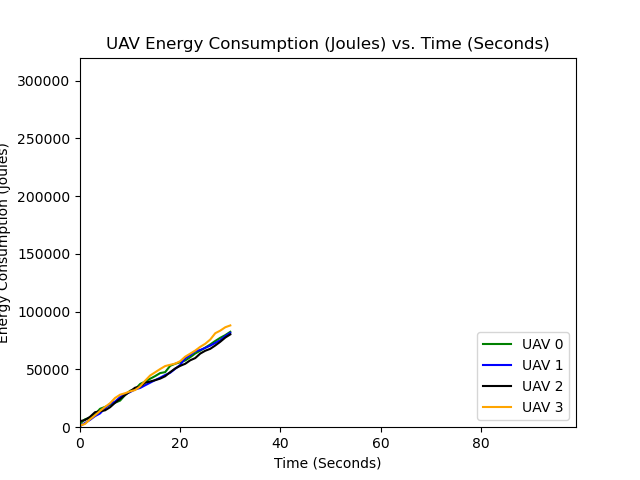 UAV Energy Consumption (Joules) vs. Time (Seconds)
Energy Consumption (Joules)
300000
250000
200000
150000
100000
50000
0
0 20 40 60 80
Time (Seconds)
UAV 0
UAV 1
UAV 2
UAV 3